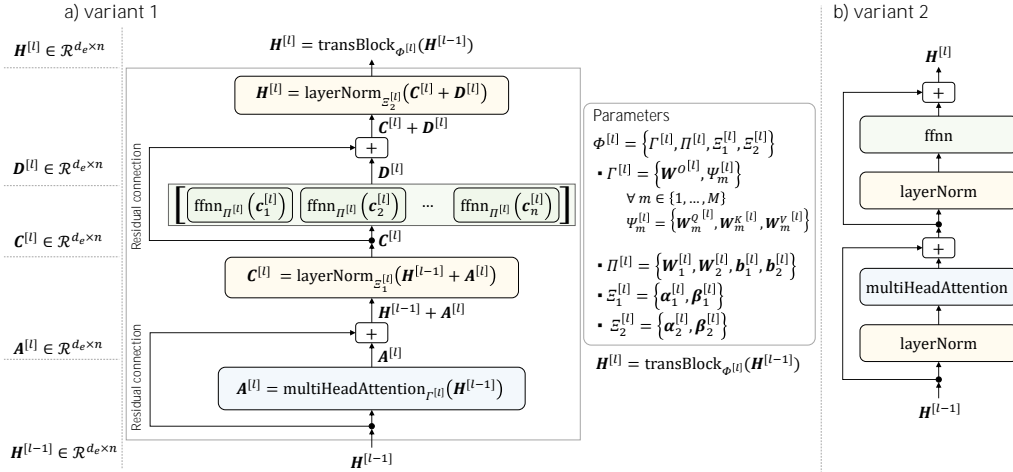 a) variant 1
𝑯^[l] ∈ ℛ^{d_e×n}
𝑫^[l] ∈ ℛ^{d_e×n}
𝑪^[l] ∈ ℛ^{d_e×n}
𝑨^[l] ∈ ℛ^{d_e×n}
𝑯^[l−1] ∈ ℛ^{d_e×n}
𝑯^[l] = transBlock_{Φ^[l]}(𝑯^[l−1])
𝑯^[l] = layerNorm_{Ξ_2^[l]}(𝑪^[l] + 𝑫^[l])
𝑪^[l] + 𝑫^[l]
+
𝑫^[l]
[ ffnn_{Π^[l]}(𝒄_1^[l]) ffnn_{Π^[l]}(𝒄_2^[l]) ⋯ ffnn_{Π^[l]}(𝒄_n^[l]) ]
𝑪^[l]
Residual connection
𝑪^[l] = layerNorm_{Ξ_1^[l]}(𝑯^[l−1] + 𝑨^[l])
𝑯^[l−1] + 𝑨^[l]
+
𝑨^[l]
𝑨^[l] = multiHeadAttention_{Γ^[l]}(𝑯^[l−1])
Residual connection
𝑯^[l−1]
Parameters
Φ^[l] = {Γ^[l], Π^[l], Ξ_1^[l], Ξ_2^[l]}
▪ Γ^[l] = {𝑾^{O[l]}, Ψ_m^[l]}
∀ m ∈ {1, …, M}
Ψ_m^[l] = {𝑾_m^{Q[l]}, 𝑾_m^{K[l]}, 𝑾_m^{V[l]}}
▪ Π^[l] = {𝑾_1^[l], 𝑾_2^[l], 𝒃_1^[l], 𝒃_2^[l]}
▪ Ξ_1^[l] = {𝜶_1^[l], 𝜷_1^[l]}
▪ Ξ_2^[l] = {𝜶_2^[l], 𝜷_2^[l]}
𝑯^[l] = transBlock_{Φ^[l]}(𝑯^[l−1])
b) variant 2
𝑯^[l]
+
ffnn
layerNorm
+
multiHeadAttention
layerNorm
𝑯^[l−1]